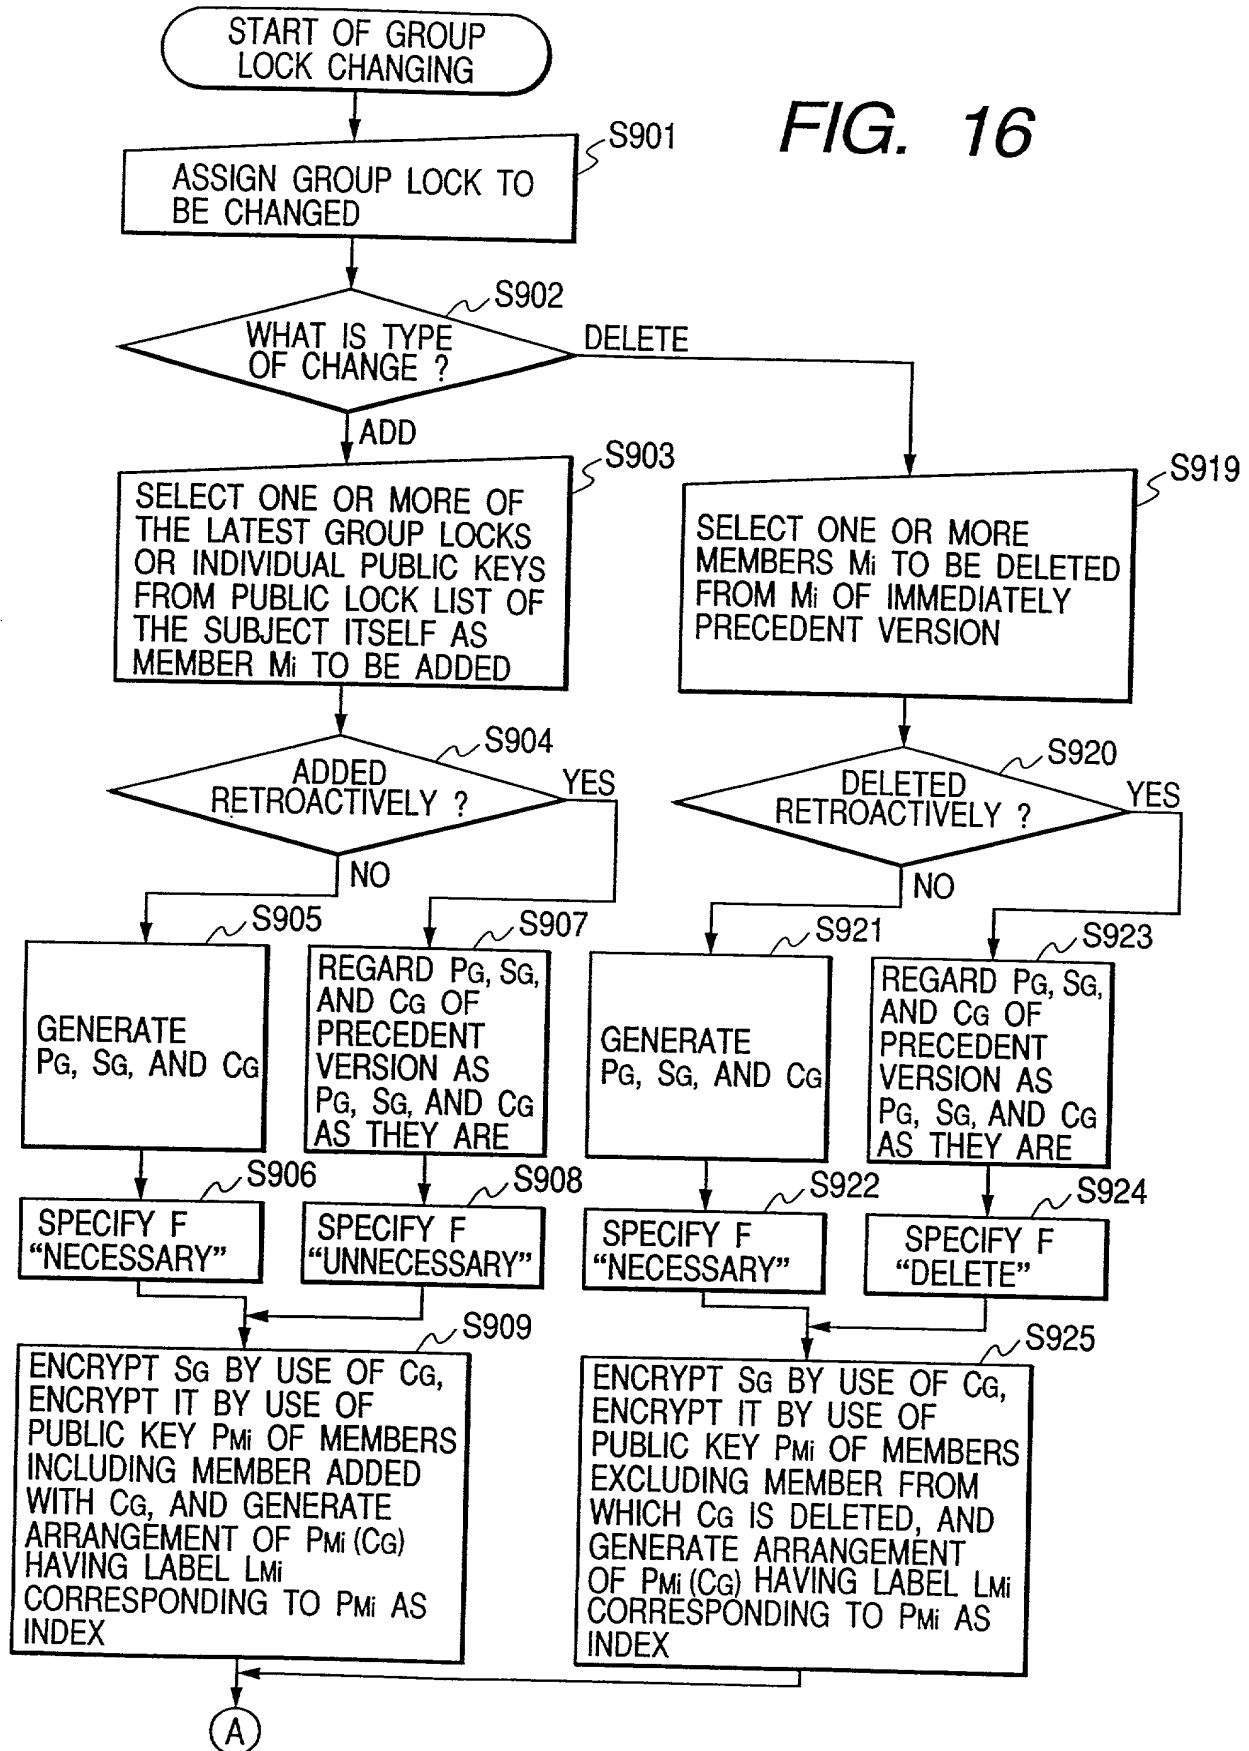 START OF GROUP
LOCK CHANGING
FIG. 16
S901
ASSIGN GROUP LOCK TO
BE CHANGED
S902
WHAT IS TYPE
OF CHANGE ?
DELETE
ADD
S903
SELECT ONE OR MORE OF
THE LATEST GROUP LOCKS
OR INDIVIDUAL PUBLIC KEYS
FROM PUBLIC LOCK LIST OF
THE SUBJECT ITSELF AS
MEMBER Mi TO BE ADDED
S919
SELECT ONE OR MORE
MEMBERS Mi TO BE DELETED
FROM Mi OF IMMEDIATELY
PRECEDENT VERSION
S904
ADDED
RETROACTIVELY ?
YES
NO
S920
DELETED
RETROACTIVELY ?
YES
NO
S905
GENERATE
PG, SG, AND CG
S907
REGARD PG, SG,
AND CG OF
PRECEDENT
VERSION AS
PG, SG, AND CG
AS THEY ARE
S921
GENERATE
PG, SG, AND CG
S923
REGARD PG, SG,
AND CG OF
PRECEDENT
VERSION AS
PG, SG, AND CG
AS THEY ARE
S906
SPECIFY F
“NECESSARY”
S908
SPECIFY F
“UNNECESSARY”
S922
SPECIFY F
“NECESSARY”
S924
SPECIFY F
“DELETE”
S909
ENCRYPT SG BY USE OF CG,
ENCRYPT IT BY USE OF
PUBLIC KEY PMi OF MEMBERS
INCLUDING MEMBER ADDED
WITH CG, AND GENERATE
ARRANGEMENT OF PMi (CG)
HAVING LABEL LMi
CORRESPONDING TO PMi AS
INDEX
S925
ENCRYPT SG BY USE OF CG,
ENCRYPT IT BY USE OF
PUBLIC KEY PMi OF MEMBERS
EXCLUDING MEMBER FROM
WHICH CG IS DELETED, AND
GENERATE ARRANGEMENT
OF PMi (CG) HAVING LABEL LMi
CORRESPONDING TO PMi AS
INDEX
A